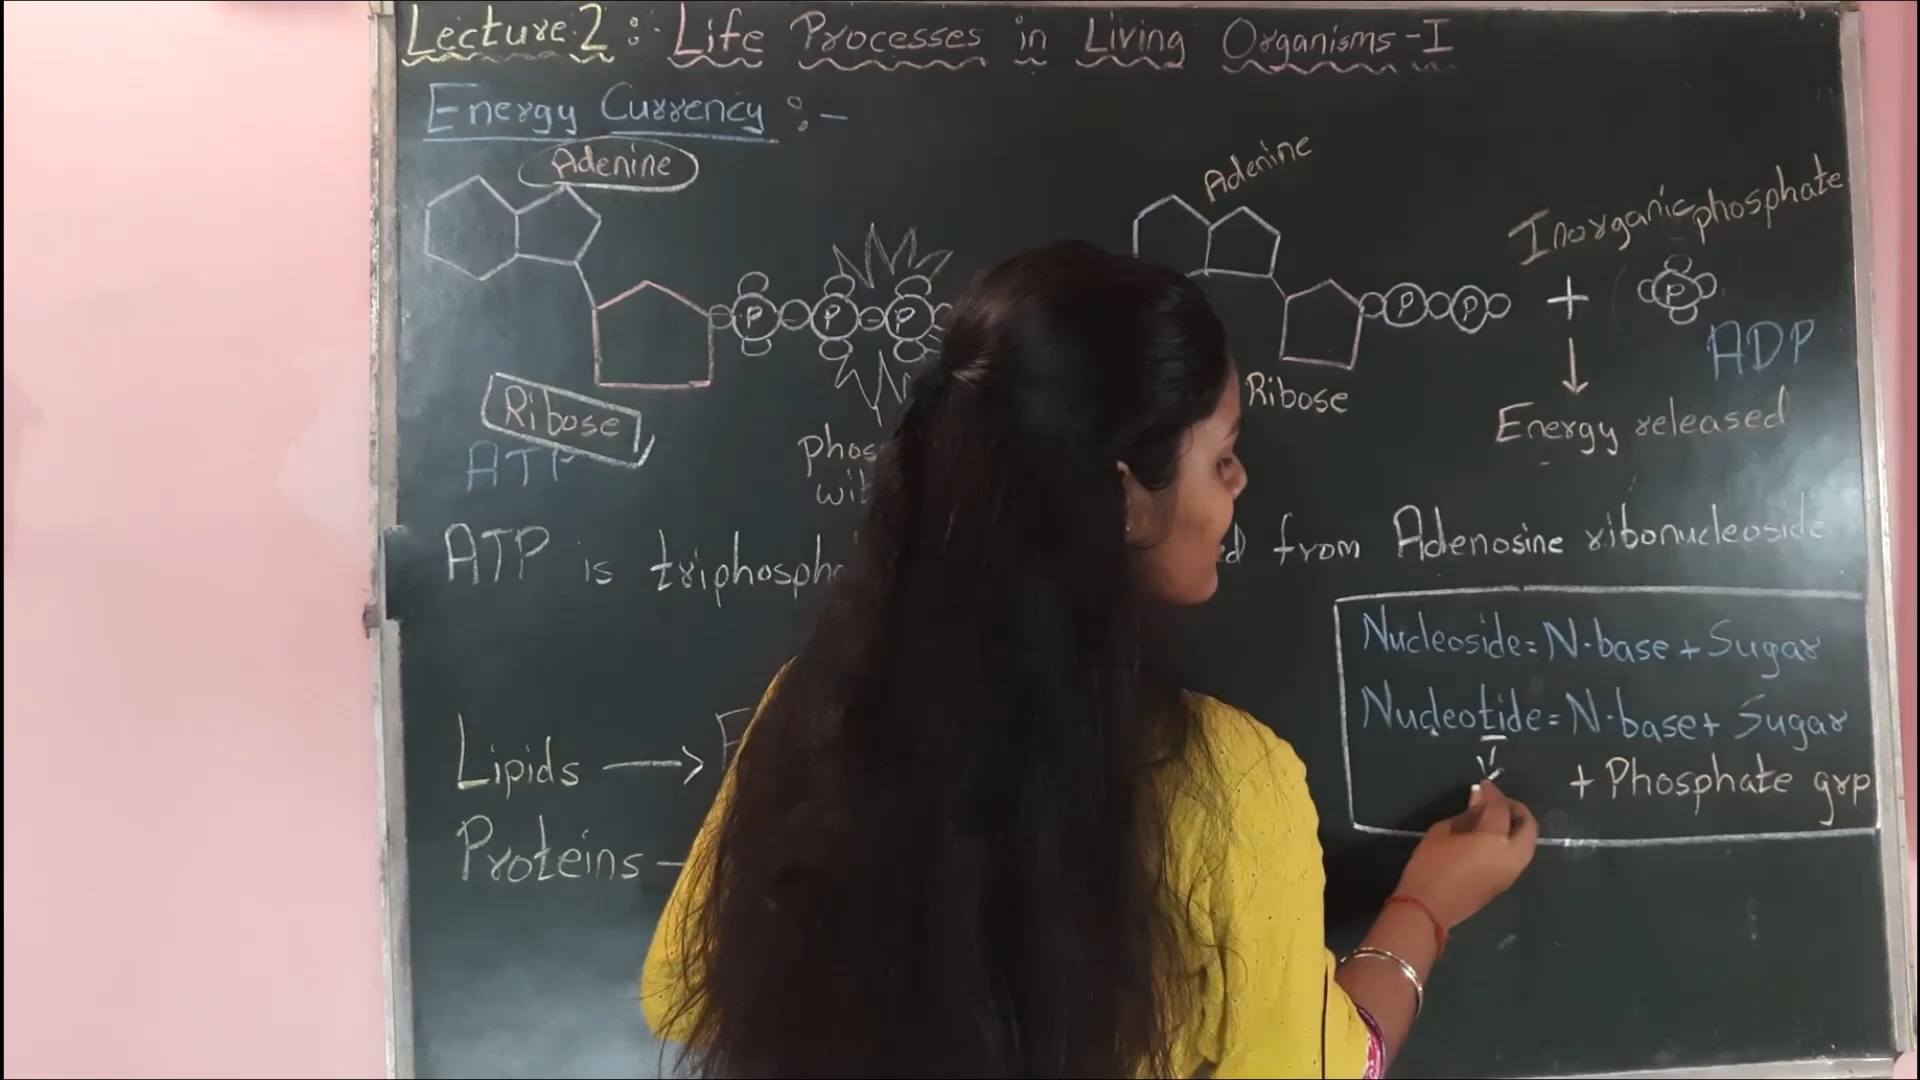 Lecture 2 :- Life Processes in Living Organisms - I
Energy Currency :-
Adenine
P P P
Ribose
ATP
Adenine
P P
Ribose
Inorganic phosphate
+ P
ADP
Energy released
ATP is from Adenosine ribonucleoside
Nucleoside = N-base + Sugar
Nucleotide = N-base + Sugar
+ Phosphate grp
Lipids →
Proteins